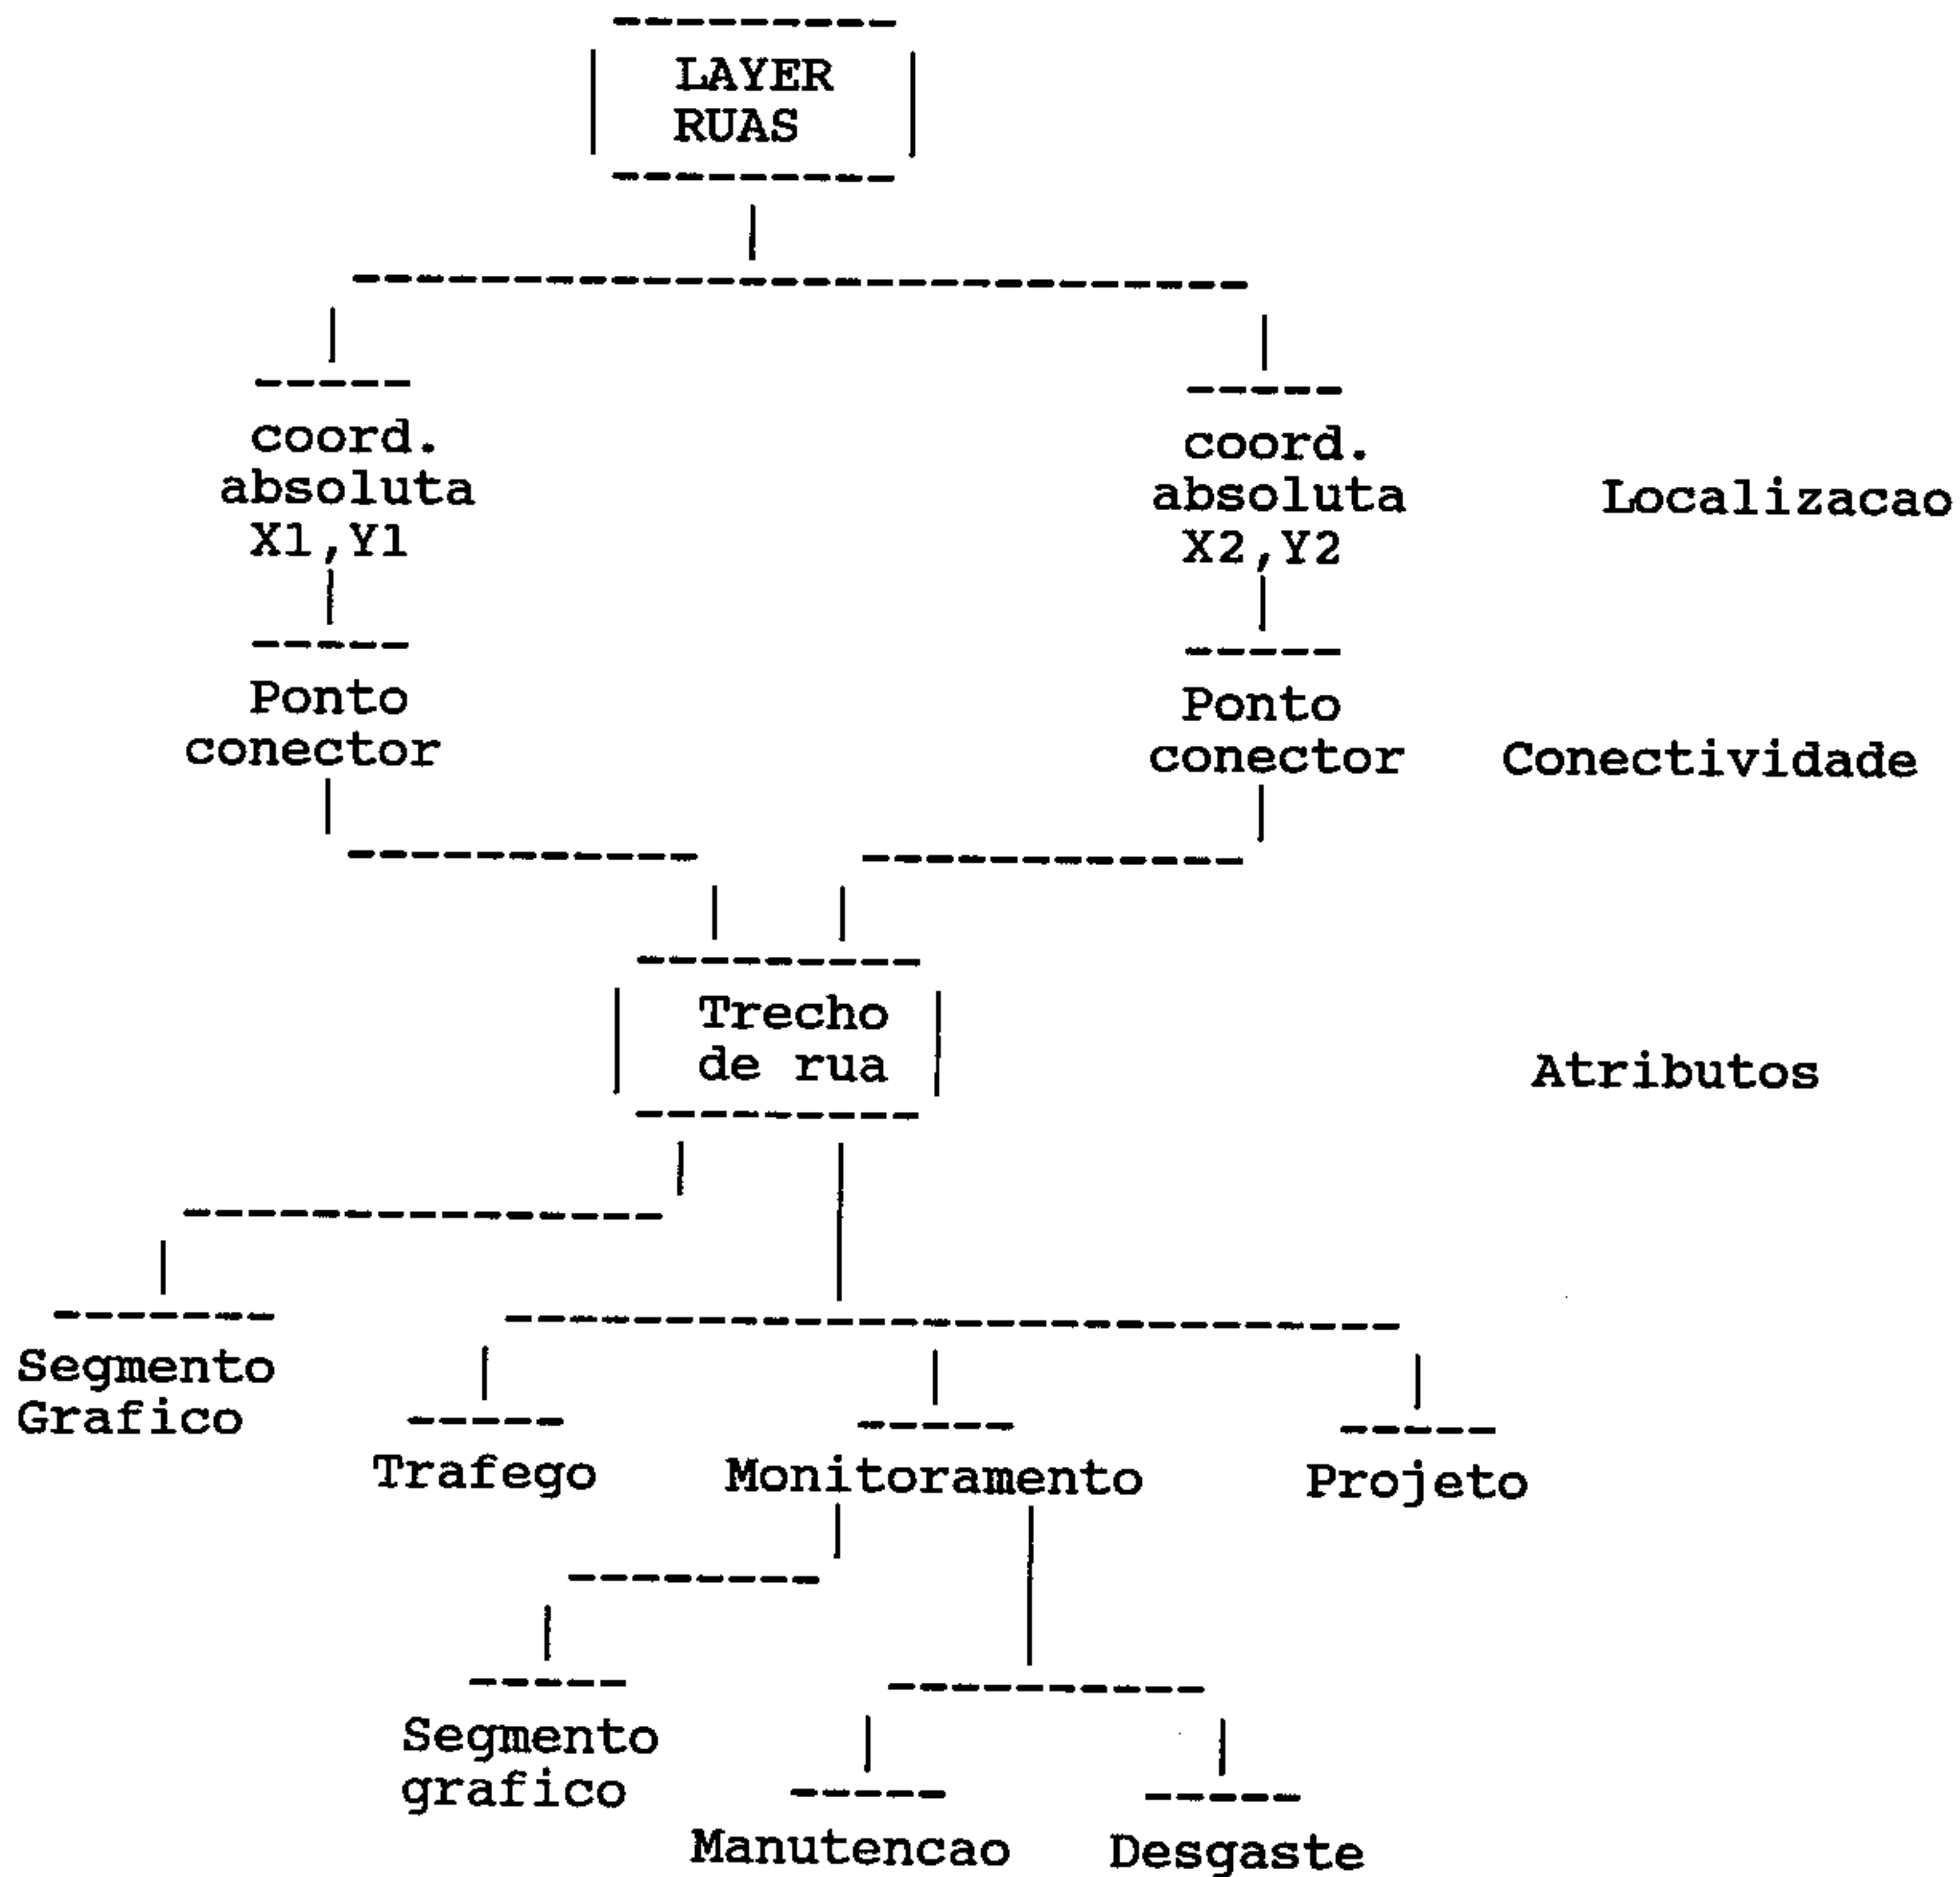 LAYER
RUAS
coord.
absoluta
X1,Y1
coord.
absoluta
X2,Y2
Localizacao
Ponto
conector
Ponto
conector
Conectividade
Trecho
de rua
Atributos
Segmento
Grafico
Trafego
Monitoramento
Projeto
Segmento
grafico
Manutencao
Desgaste